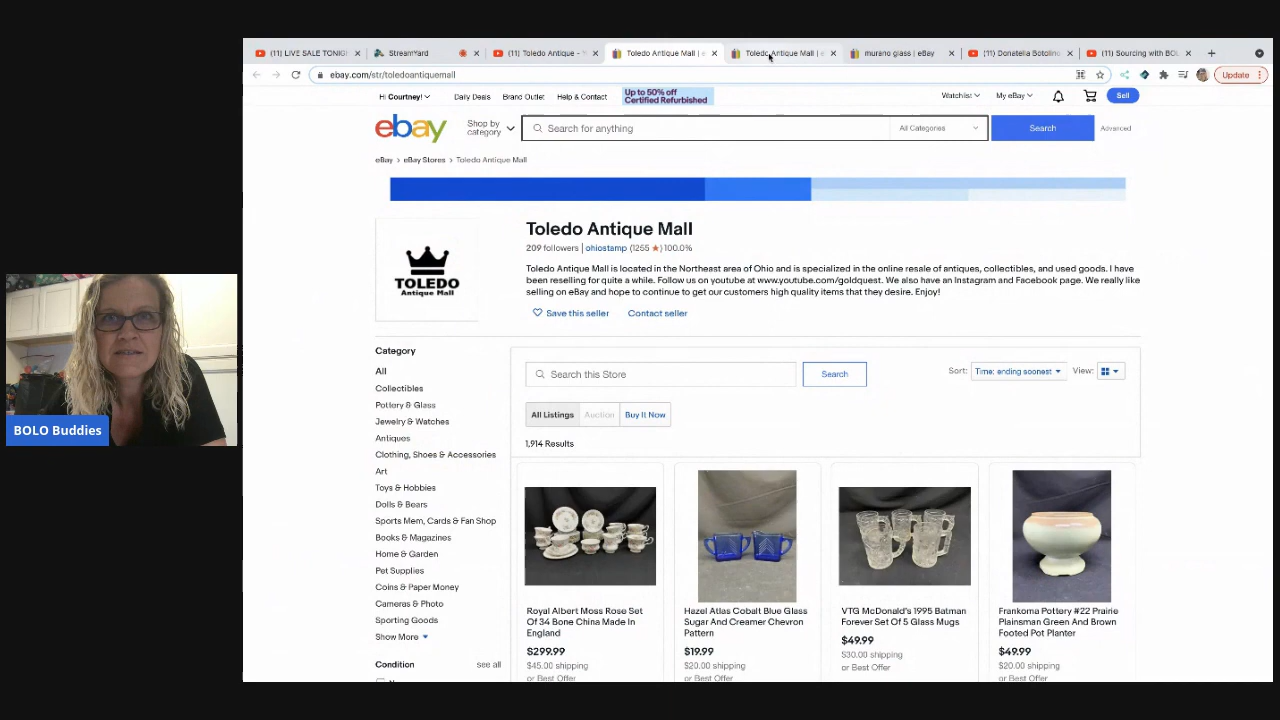 (11) LIVE SALE TONIG
StreamYard
(11) Toledo Antique -
Toledo Antique Mall | e
Toledo Antique Mall | e
murano glass | eBay
(11) Donatella Botolino
(11) Sourcing with BOL
ebay.com/str/toledoantiquemall
Update
Hi Courtney!
Daily Deals
Brand Outlet
Help & Contact
Up to 50% off
Certified Refurbished
Watchlist
My eBay
Sell
ebay
Shop by
category
Search for anything
All Categories
Search
Advanced
eBay > eBay Stores > Toledo Antique Mall
TOLEDO
Antique Mall
Toledo Antique Mall
209 followers | ohiostamp (1255 ★) 100.0%
Toledo Antique Mall is located in the Northeast area of Ohio and is specialized in the online resale of antiques, collectibles, and used goods. I have
been reselling for quite a while. Follow us on youtube at www.youtube.com/goldquest. We also have an Instagram and Facebook page. We really like
selling on eBay and hope to continue to get our customers high quality items that they desire. Enjoy!
Save this seller
Contact seller
Category
All
Collectibles
Pottery & Glass
Jewelry & Watches
Antiques
Clothing, Shoes & Accessories
Art
Toys & Hobbies
Dolls & Bears
Sports Mem, Cards & Fan Shop
Books & Magazines
Home & Garden
Pet Supplies
Coins & Paper Money
Cameras & Photo
Sporting Goods
Show More
Condition
see all
Search this Store
Search
Sort:
Time: ending soonest
View:
All Listings
Auction
Buy It Now
1,914 Results
Royal Albert Moss Rose Set
Of 34 Bone China Made In
England
$299.99
$45.00 shipping
or Best Offer
Hazel Atlas Cobalt Blue Glass
Sugar And Creamer Chevron
Pattern
$19.99
$20.00 shipping
or Best Offer
VTG McDonald's 1995 Batman
Forever Set Of 5 Glass Mugs
$49.99
$30.00 shipping
or Best Offer
Frankoma Pottery #22 Prairie
Plainsman Green And Brown
Footed Pot Planter
$49.99
$20.00 shipping
or Best Offer
BOLO Buddies